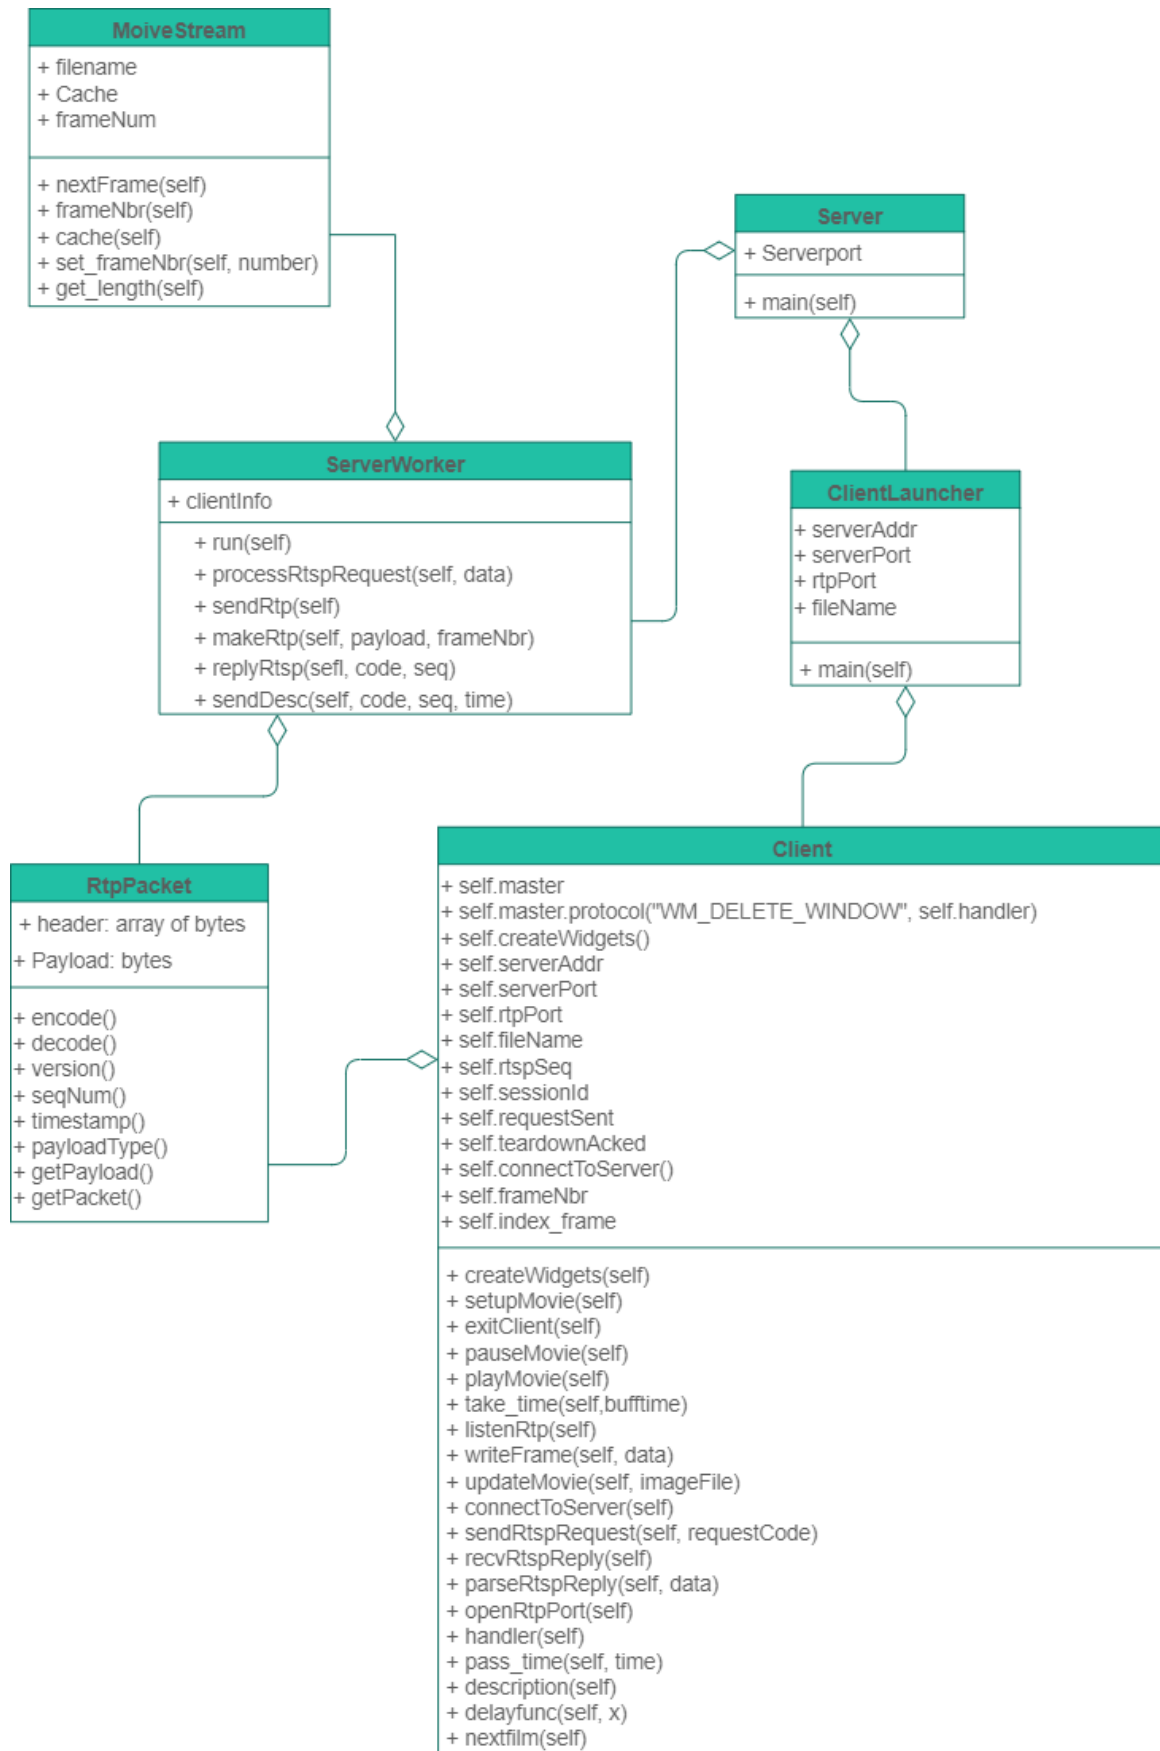 MoiveStream
+ filename
+ Cache
+ frameNum
+ nextFrame(self)
+ frameNbr(self)
+ cache(self)
+ set_frameNbr(self, number)
+ get_length(self)
Server
+ Serverport
+ main(self)
ServerWorker
+ clientInfo
+ run(self)
+ processRtspRequest(self, data)
+ sendRtp(self)
+ makeRtp(self, payload, frameNbr)
+ replyRtsp(sefl, code, seq)
+ sendDesc(self, code, seq, time)
ClientLauncher
+ serverAddr
+ serverPort
+ rtpPort
+ fileName
+ main(self)
RtpPacket
+ header: array of bytes
+ Payload: bytes
+ encode()
+ decode()
+ version()
+ seqNum()
+ timestamp()
+ payloadType()
+ getPayload()
+ getPacket()
Client
+ self.master
+ self.master.protocol("WM_DELETE_WINDOW", self.handler)
+ self.createWidgets()
+ self.serverAddr
+ self.serverPort
+ self.rtpPort
+ self.fileName
+ self.rtspSeq
+ self.sessionId
+ self.requestSent
+ self.teardownAcked
+ self.connectToServer()
+ self.frameNbr
+ self.index_frame
+ createWidgets(self)
+ setupMovie(self)
+ exitClient(self)
+ pauseMovie(self)
+ playMovie(self)
+ take_time(self,bufftime)
+ listenRtp(self)
+ writeFrame(self, data)
+ updateMovie(self, imageFile)
+ connectToServer(self)
+ sendRtspRequest(self, requestCode)
+ recvRtspReply(self)
+ parseRtspReply(self, data)
+ openRtpPort(self)
+ handler(self)
+ pass_time(self, time)
+ description(self)
+ delayfunc(self, x)
+ nextfilm(self)